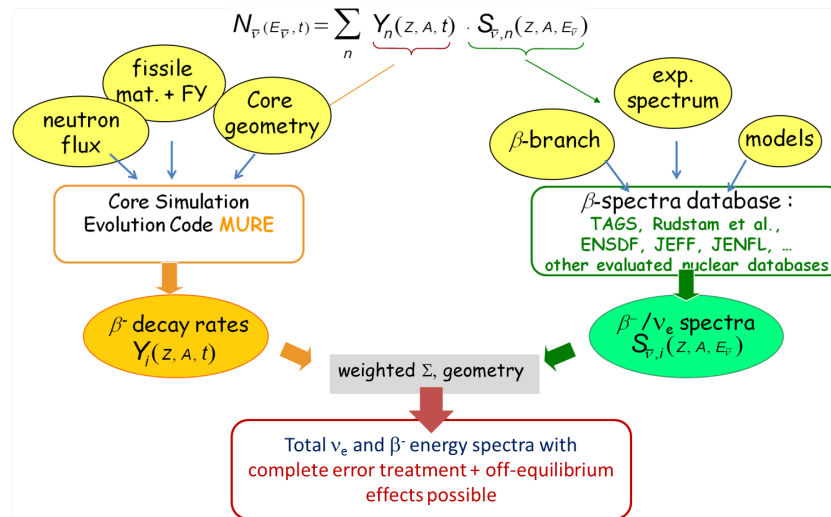 N_ν̅(E_ν̅, t) = ∑_n Y_n(Z, A, t) · S_ν̅,n(Z, A, E_ν̅)
fissile
mat. + FY
neutron
flux
Core
geometry
exp.
spectrum
β-branch
models
Core Simulation
Evolution Code MURE
β-spectra database :
TAGS, Rudstam et al.,
ENSDF, JEFF, JENFL, …
other evaluated nuclear databases
β⁻ decay rates
Y_i(Z, A, t)
β⁻/ν_e spectra
S_ν̅,i(Z, A, E_ν̅)
weighted Σ, geometry
Total ν_e and β⁻ energy spectra with
complete error treatment + off-equilibrium
effects possible